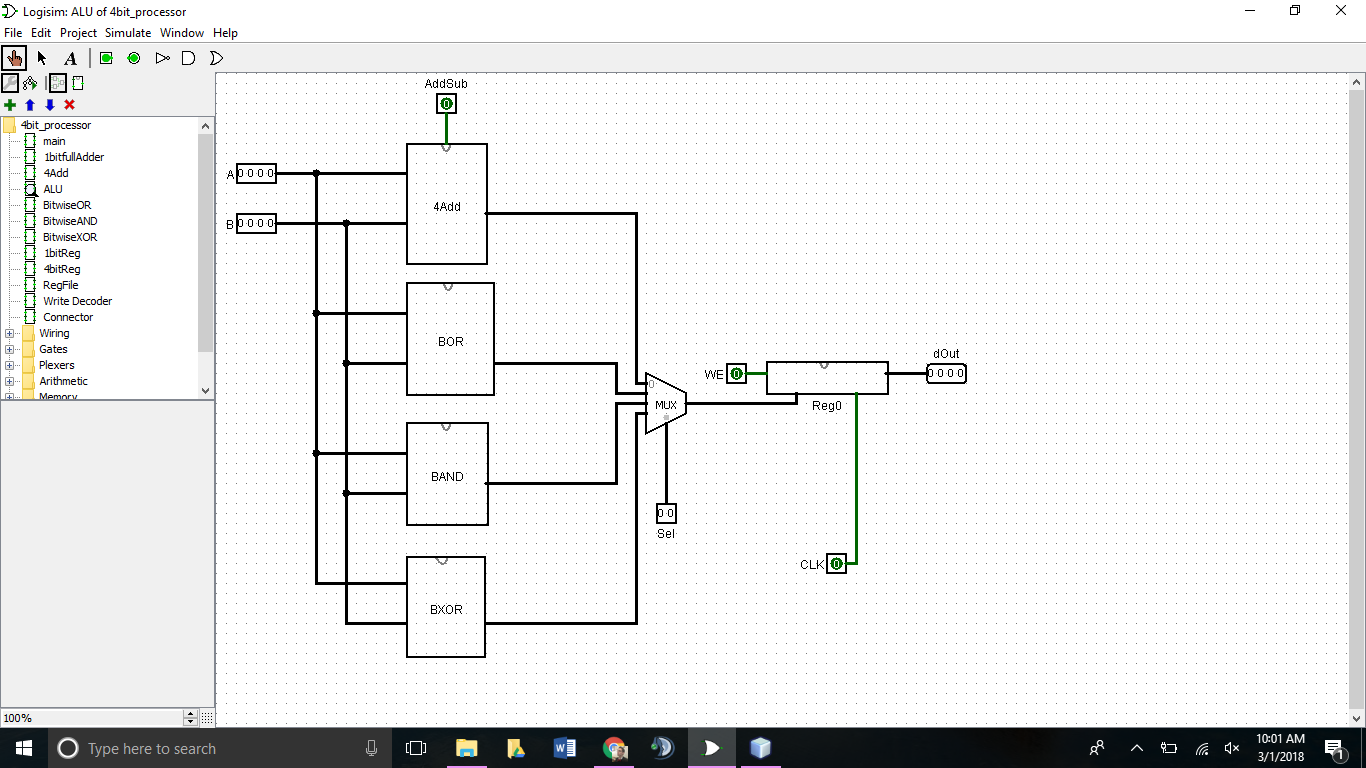 Logisim: ALU of 4bit_processor
File Edit Project Simulate Window Help
A
4bit_processor
main
1bitfullAdder
4Add
ALU
BitwiseOR
BitwiseAND
BitwiseXOR
1bitReg
4bitReg
RegFile
Write Decoder
Connector
Wiring
Gates
Plexers
Arithmetic
Memory
100%
AddSub
0
A 0 0 0 0
B 0 0 0 0
4Add
BOR
BAND
BXOR
0
MUX
0 0
Sel
WE 0
Reg0
dOut
0 0 0 0
CLK 0
Type here to search
10:01 AM
3/1/2018
1